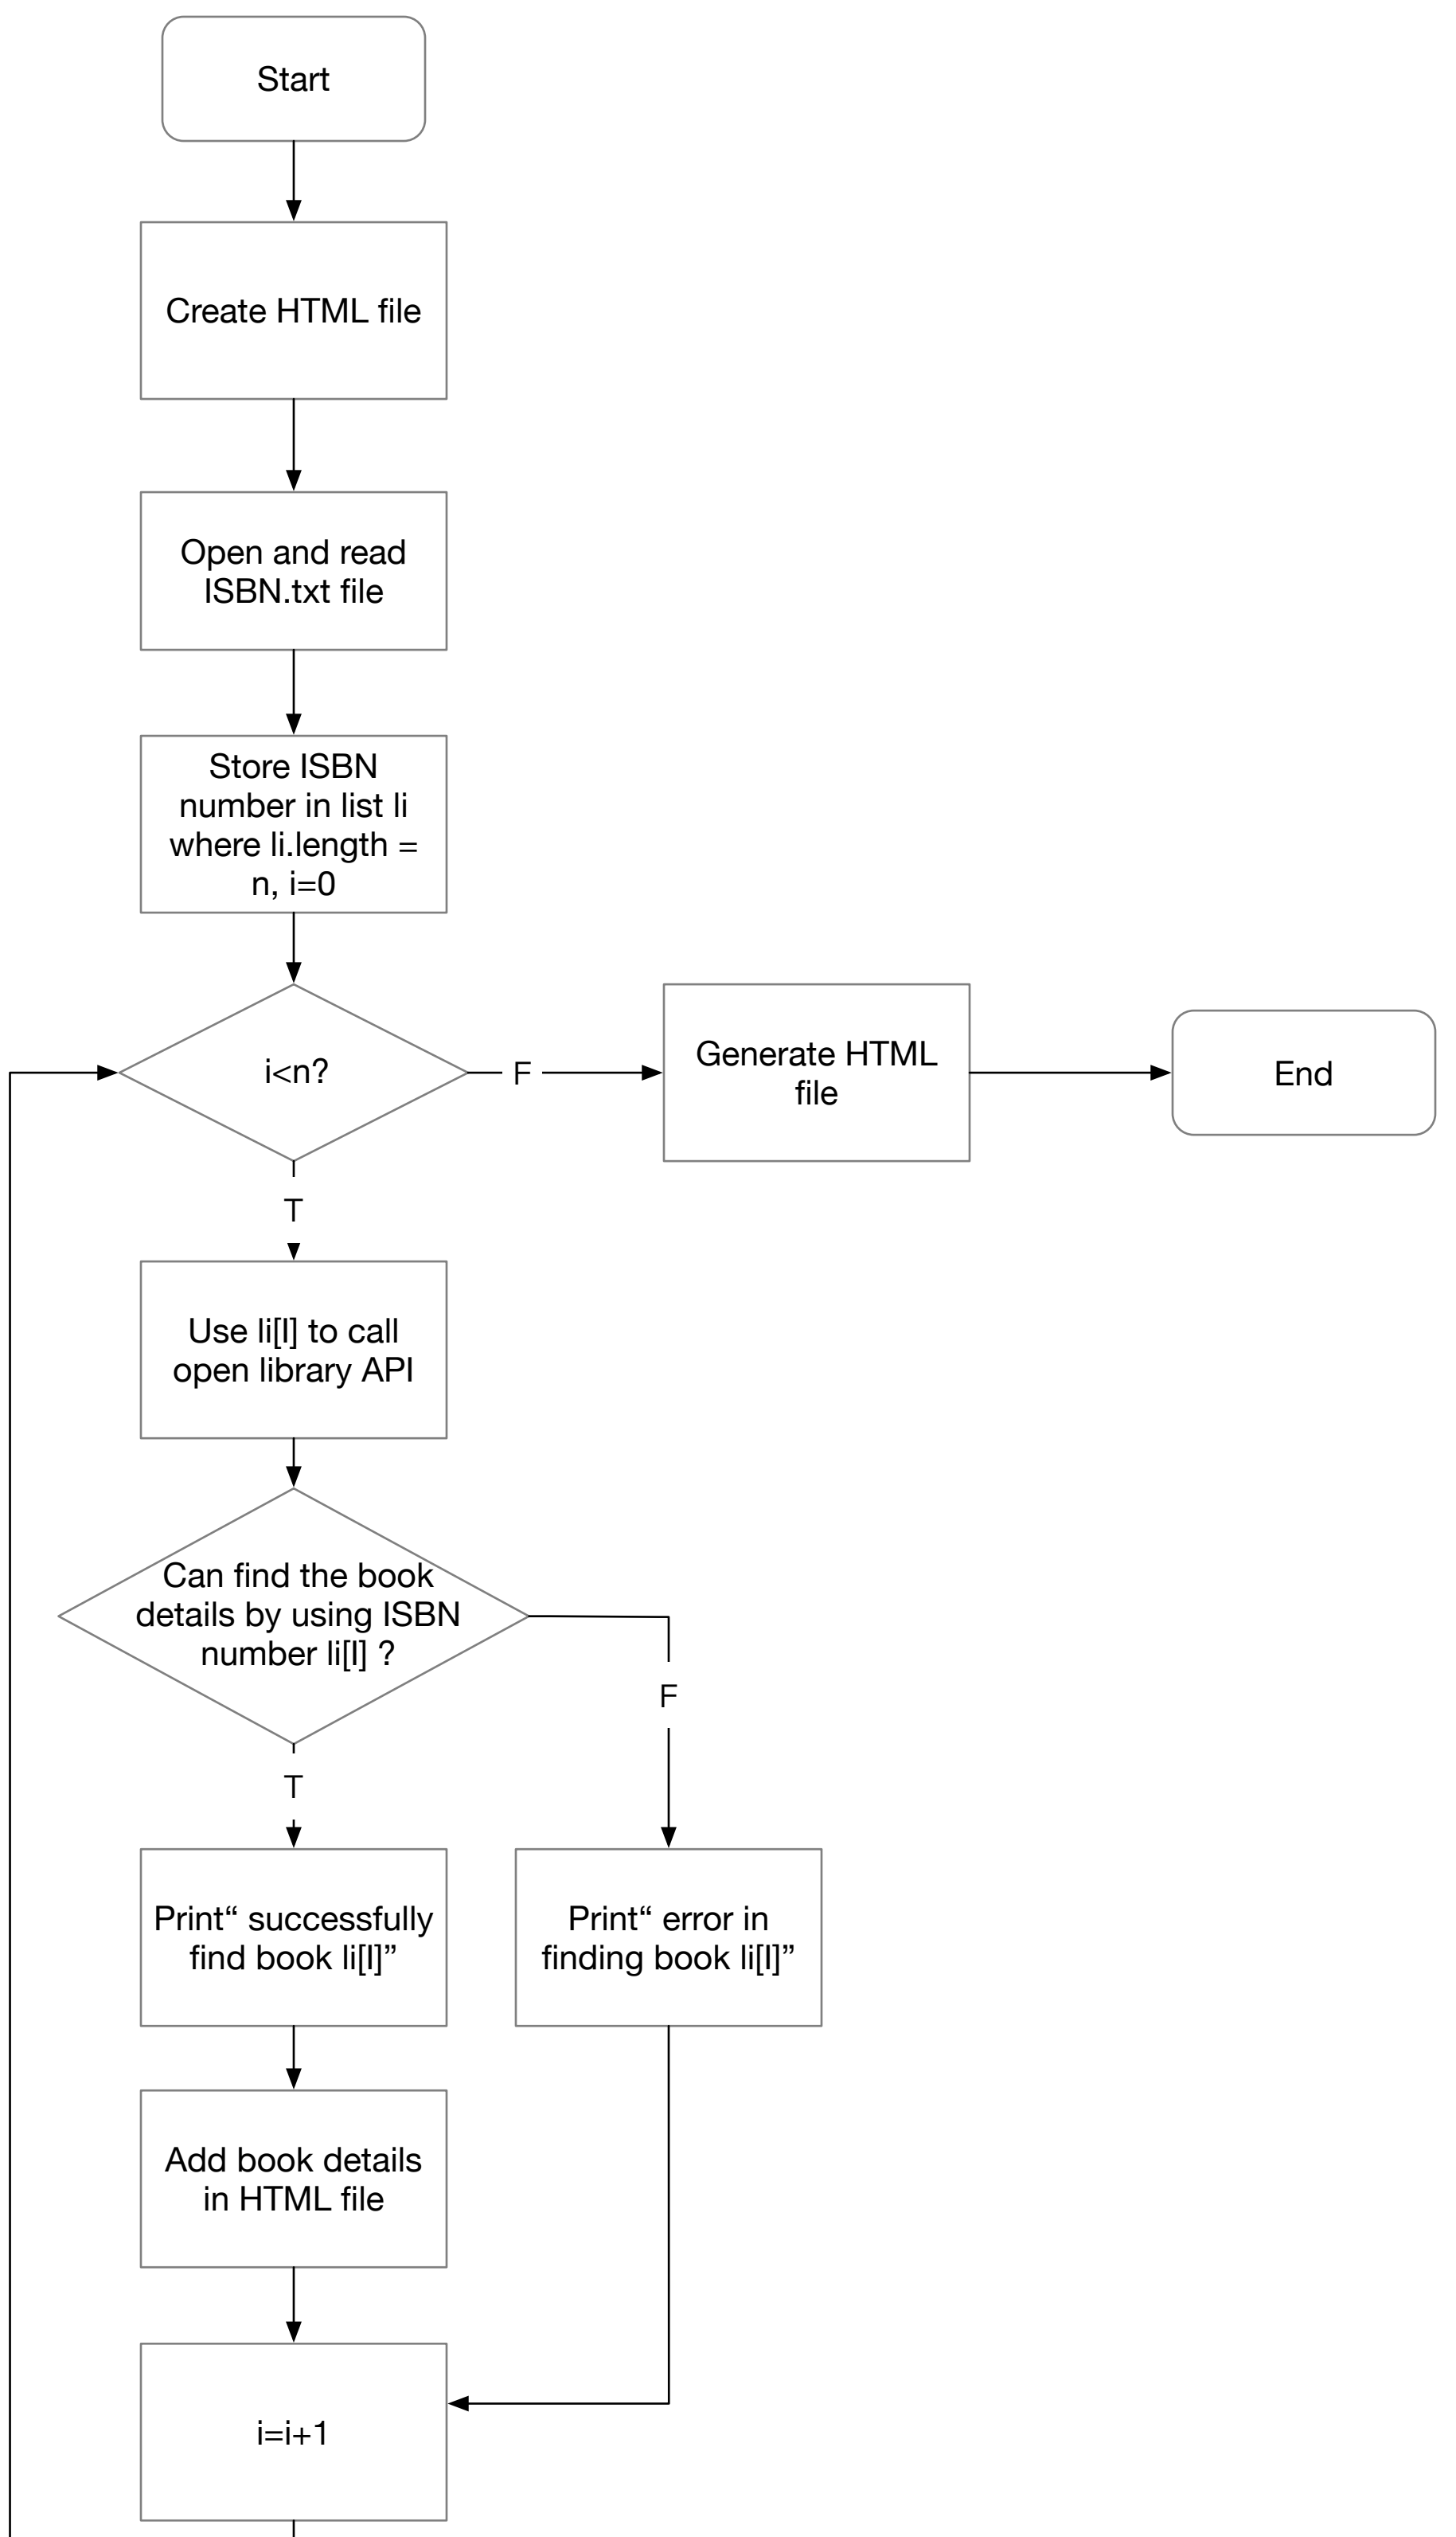 Start
Create HTML file
Open and read
ISBN.txt file
Store ISBN
number in list li
where li.length =
n, i=0
i<n?
F
Generate HTML
file
End
T
Use li[I] to call
open library API
Can find the book
details by using ISBN
number li[I] ?
F
T
Print“ successfully
find book li[I]”
Print“ error in
finding book li[I]”
Add book details
in HTML file
i=i+1